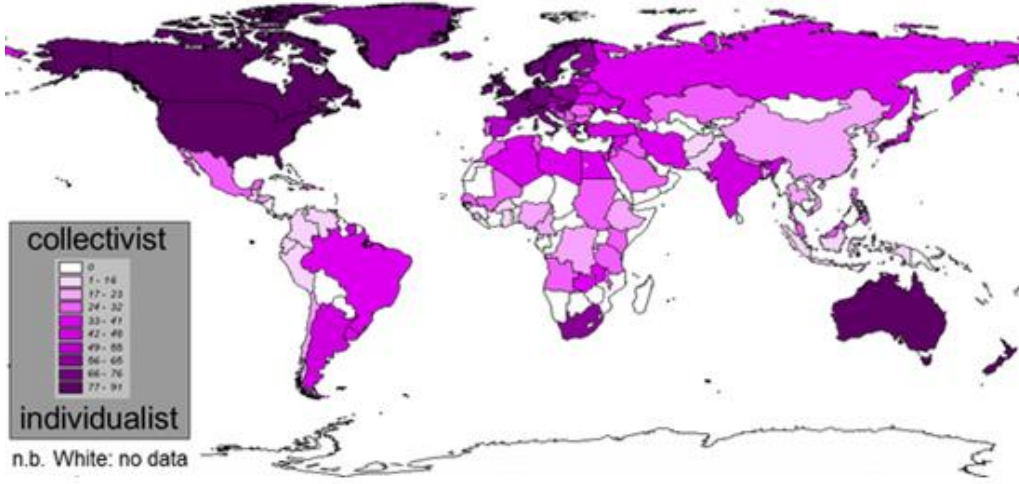 collectivist
0
1 - 16
17 - 23
24 - 32
33 - 41
42 - 48
49 - 55
56 - 65
66 - 76
77 - 91
individualist
n.b. White: no data